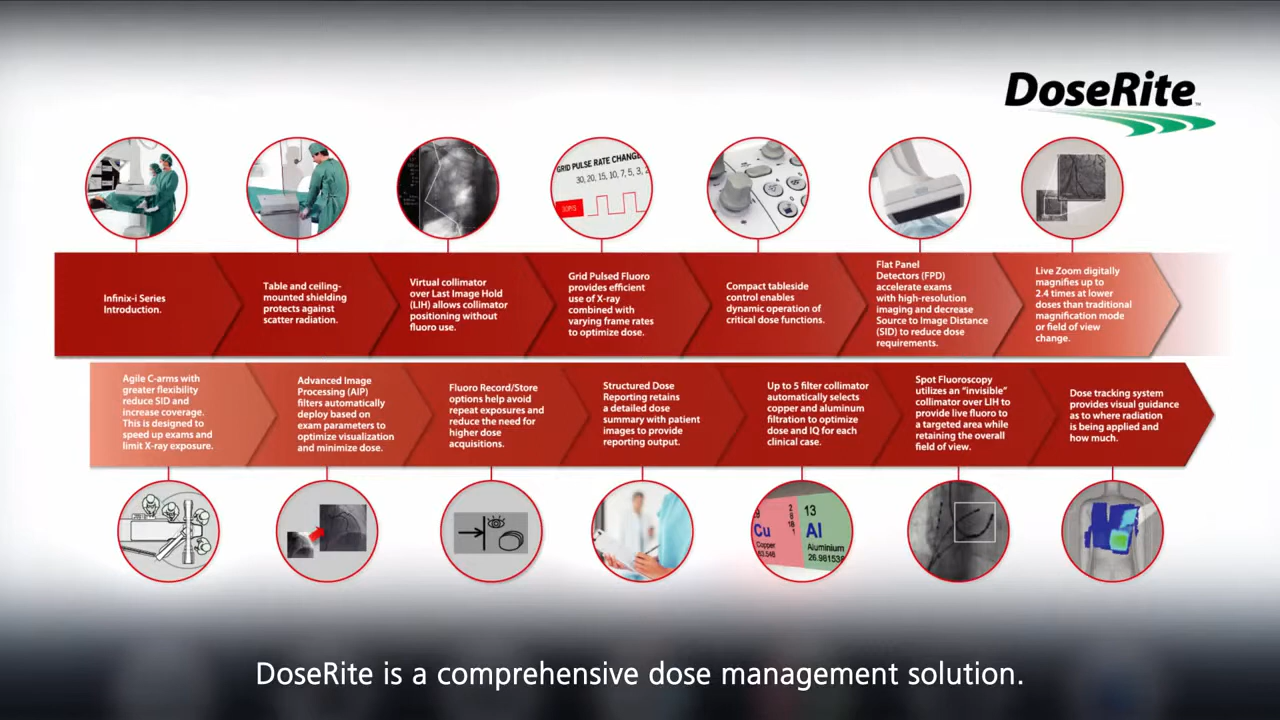 DoseRite™
GRID PULSE RATE CHANG
30, 20, 15, 10, 7, 5, 3, 2
30P/S
Infinix-i Series
Introduction.
Table and ceiling-
mounted shielding
protects against
scatter radiation.
Virtual collimator
over Last Image Hold
(LIH) allows collimator
positioning without
fluoro use.
Grid Pulsed Fluoro
provides efficient
use of X-ray
combined with
varying frame rates
to optimize dose.
Compact tableside
control enables
dynamic operation of
critical dose functions.
Flat Panel
Detectors (FPD)
accelerate exams
with high-resolution
imaging and decrease
Source to Image Distance
(SID) to reduce dose
requirements.
Live Zoom digitally
magnifies up to
2.4 times at lower
doses than traditional
magnification mode
or field of view
change.
Agile C-arms with
greater flexibility
reduce SID and
increase coverage.
This is designed to
speed up exams and
limit X-ray exposure.
Advanced Image
Processing (AIP)
filters automatically
deploy based on
exam parameters to
optimize visualization
and minimize dose.
Fluoro Record/Store
options help avoid
repeat exposures and
reduce the need for
higher dose
acquisitions.
Structured Dose
Reporting retains
a detailed dose
summary with patient
images to provide
reporting output.
Up to 5 filter collimator
automatically selects
copper and aluminum
filtration to optimize
dose and IQ for each
clinical case.
Spot Fluoroscopy
utilizes an “invisible”
collimator over LIH to
provide live fluoro to
a targeted area while
retaining the overall
field of view.
Dose tracking system
provides visual guidance
as to where radiation
is being applied and
how much.
9
2
8
18
1
Cu
Copper
63.546
13
Al
Aluminium
26.981538
DoseRite is a comprehensive dose management solution.